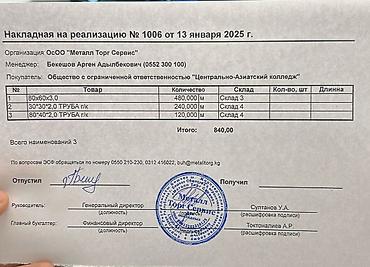 Накладная на реализацию № 1006 от 13 января 2025 г.
Организация ОсОО "Металл Торг Сервис"
Менеджер: Бекешов Арген Адылбекович (0552 300 100)
Покупатель: Общество с ограниченной ответственностью "Центрально-Азиатский колледж"
№ Товар Количество Склад Кол-во, шт Длинна
1 80х60х3,0 480,000 м Склад 3
2 30*30*2,0 ТРУБА г/к 240,000 м Склад 4
3 80*40*2,0 ТРУБА г/к 120,000 м Склад 4
Итого: 840,00
Всего наименований 3
По вопросам ЭСФ обращаться по номеру 0550 210-230, 0312 416022, buh@metalltorg.kg
Отпустил Получил
Металл
Торг Сервис
Руководитель: Генеральный директор Султанов У.А.
(должность) (расшифровка подписи)
Главный бухгалтер: Финансовый директор Токтоналиев А.Р.
(должность) (расшифровка подписи)